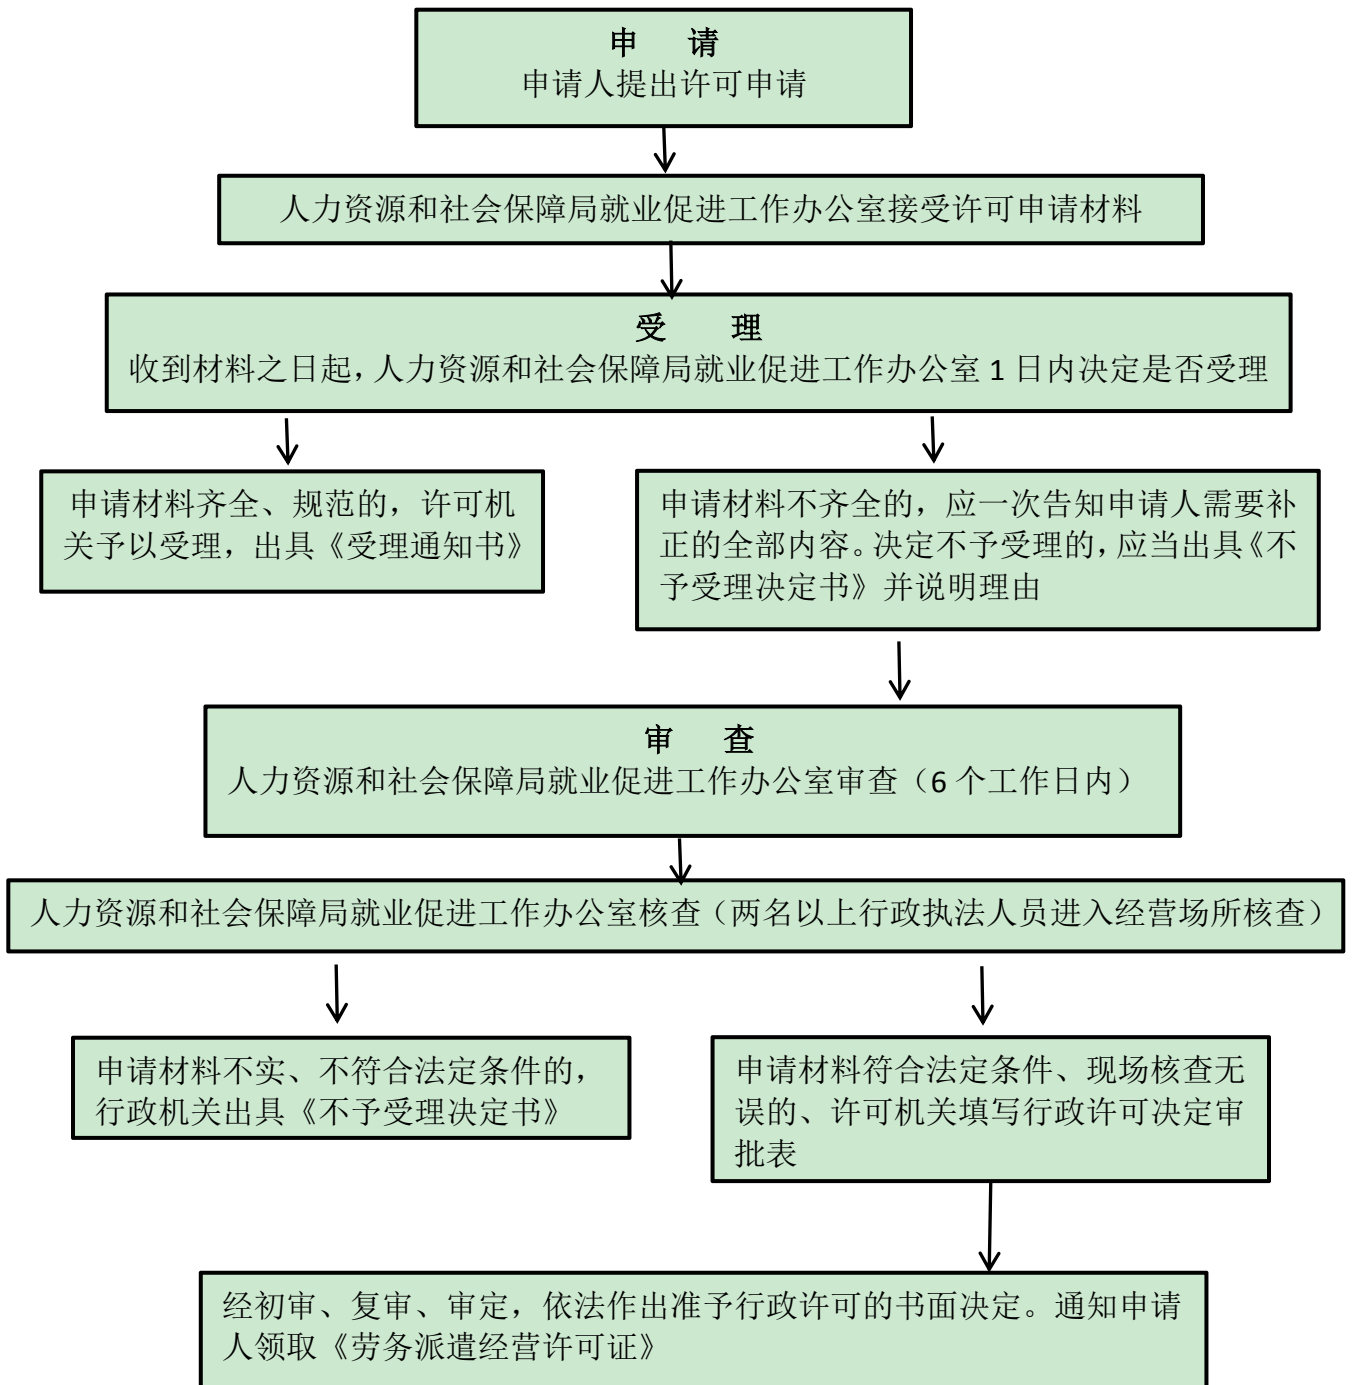 申 请
申请人提出许可申请
人力资源和社会保障局就业促进工作办公室接受许可申请材料
受 理
收到材料之日起，人力资源和社会保障局就业促进工作办公室 1 日内决定是否受理
申请材料齐全、规范的，许可机
关予以受理，出具《受理通知书》
申请材料不齐全的，应一次告知申请人需要补
正的全部内容。决定不予受理的，应当出具《不
予受理决定书》并说明理由
审 查
人力资源和社会保障局就业促进工作办公室审查（6 个工作日内）
人力资源和社会保障局就业促进工作办公室核查（两名以上行政执法人员进入经营场所核查）
申请材料不实、不符合法定条件的，
行政机关出具《不予受理决定书》
申请材料符合法定条件、现场核查无
误的、许可机关填写行政许可决定审
批表
经初审、复审、审定，依法作出准予行政许可的书面决定。通知申请
人领取《劳务派遣经营许可证》